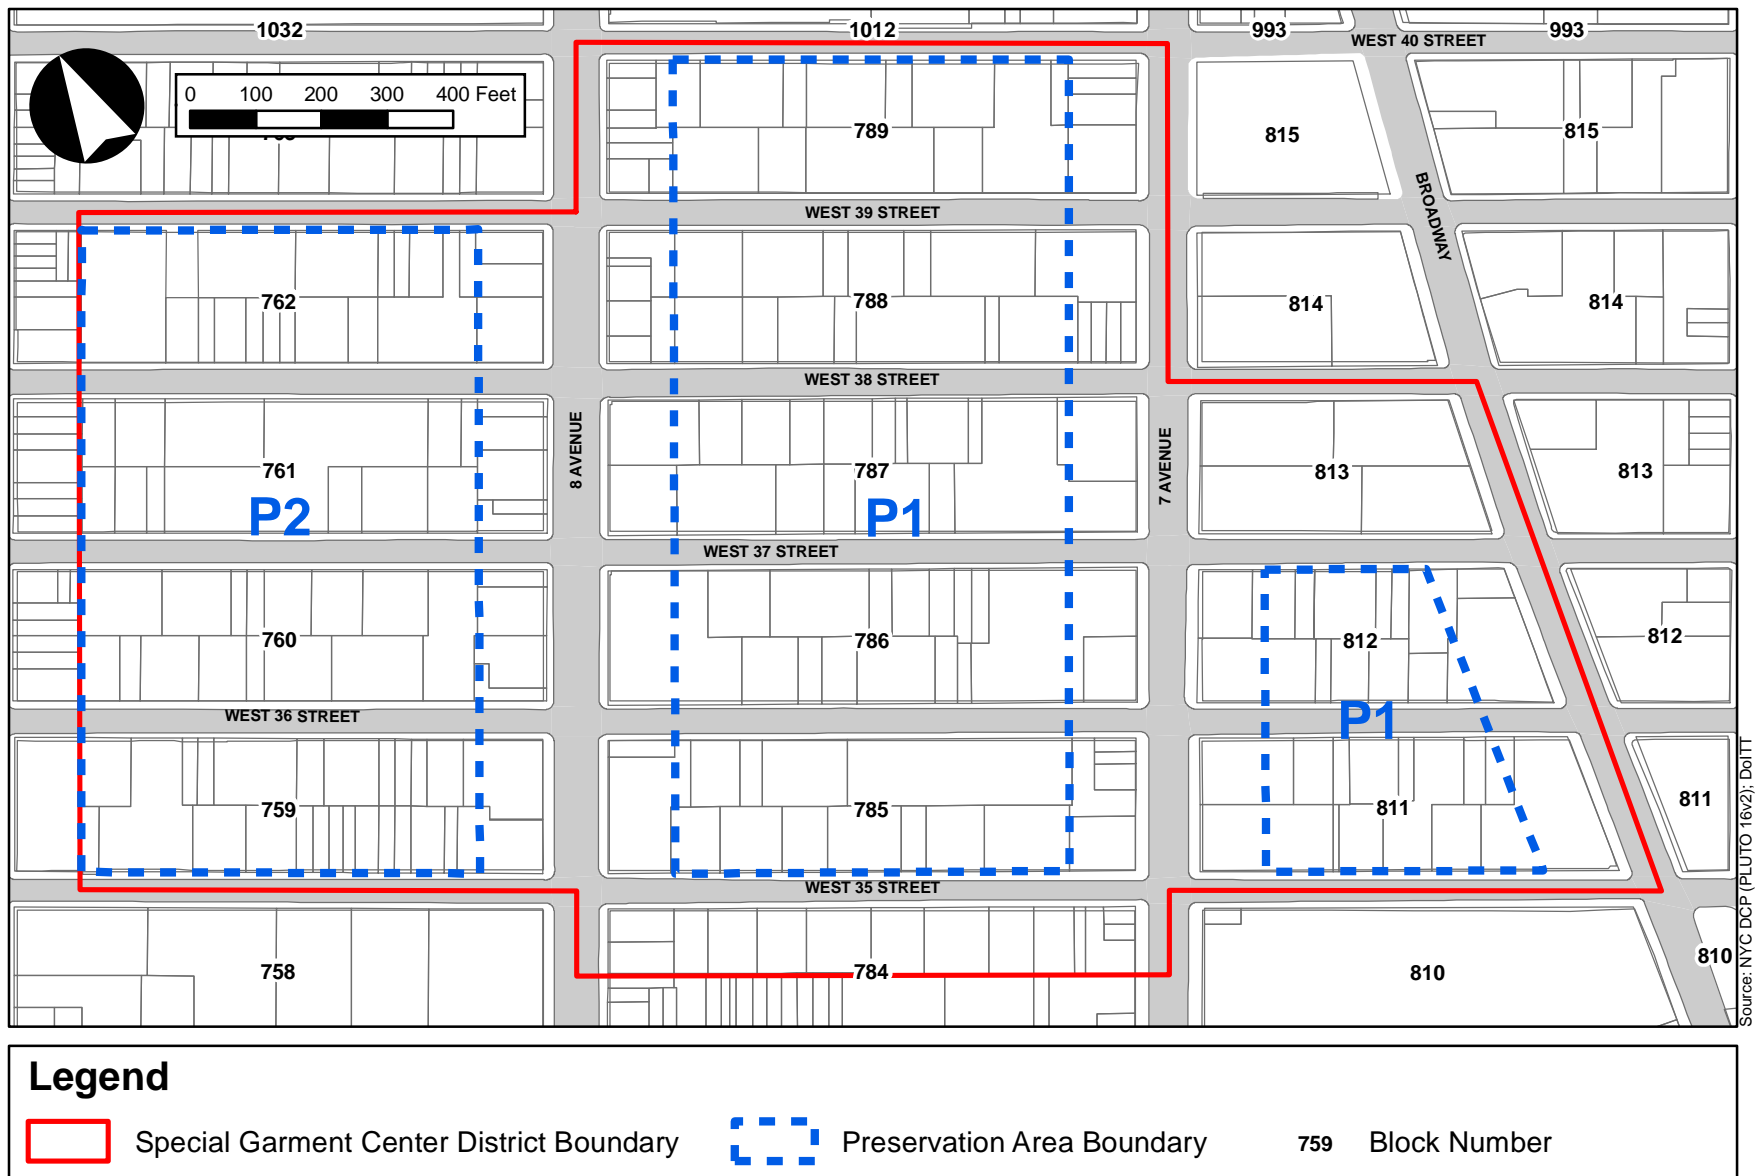 1032
1012
993
993
WEST 40 STREET
0 100 200 300 400 Feet
789
815
815
BROADWAY
WEST 39 STREET
762
788
814
814
WEST 38 STREET
8 AVENUE
7 AVENUE
761
787
813
813
P2
P1
WEST 37 STREET
760
786
812
812
WEST 36 STREET
P1
759
785
811
811
WEST 35 STREET
758
784
810
810
Source: NYC DCP (PLUTO 16v2); DoITT
Legend
Special Garment Center District Boundary
Preservation Area Boundary
759 Block Number